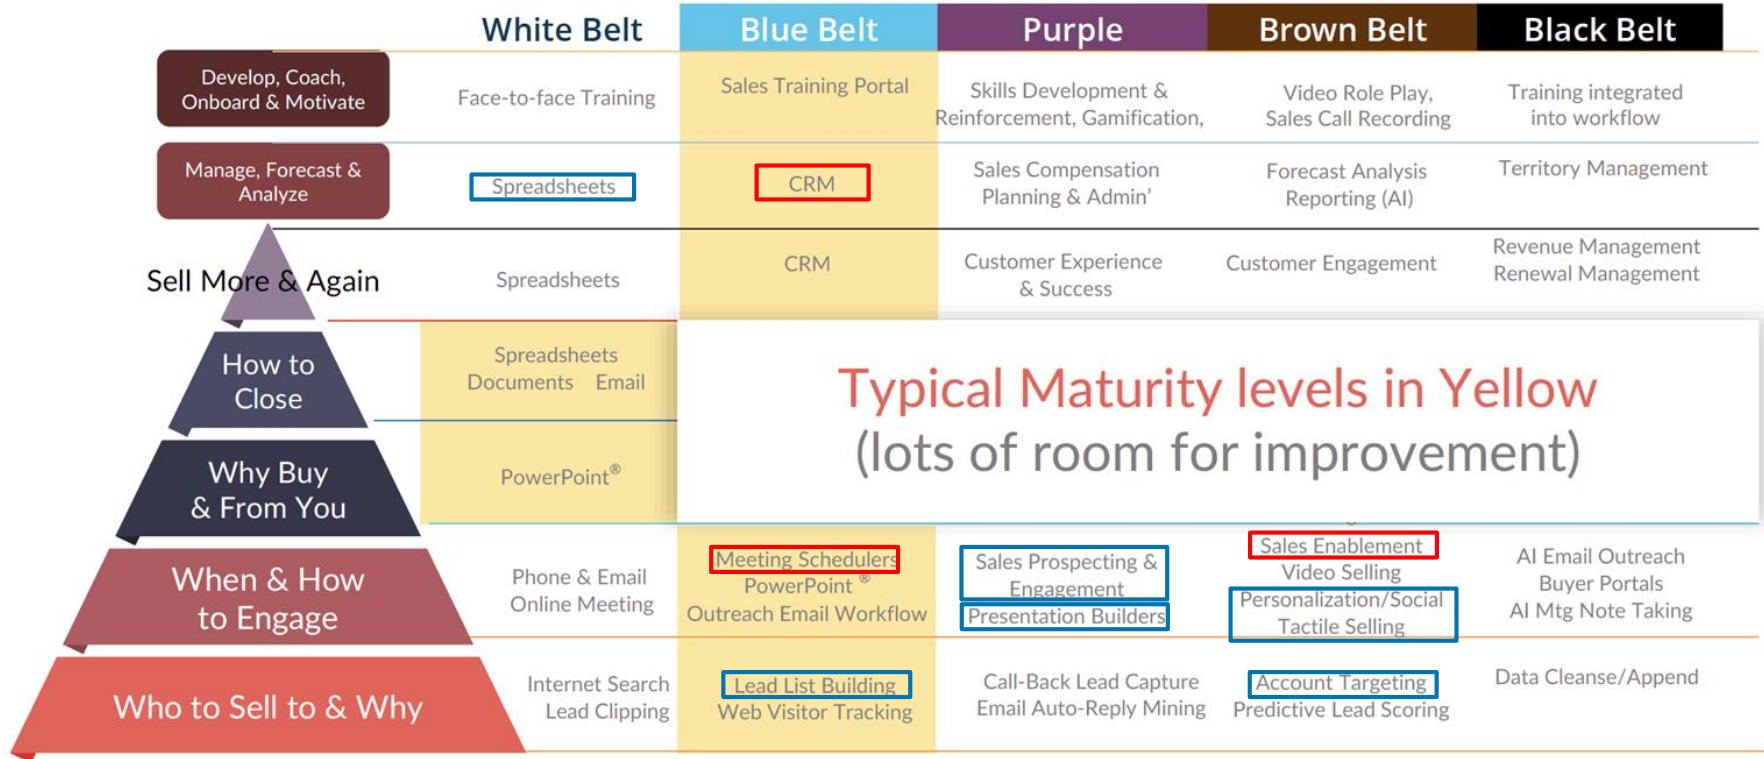 White Belt
Blue Belt
Purple
Brown Belt
Black Belt
Develop, Coach,
Onboard & Motivate
Face-to-face Training
Sales Training Portal
Skills Development &
Reinforcement, Gamification,
Video Role Play,
Sales Call Recording
Training integrated
into workflow
Manage, Forecast &
Analyze
Spreadsheets
CRM
Sales Compensation
Planning & Admin'
Forecast Analysis
Reporting (AI)
Territory Management
Sell More & Again
Spreadsheets
CRM
Customer Experience
& Success
Customer Engagement
Revenue Management
Renewal Management
How to
Close
Spreadsheets
Documents Email
Typical Maturity levels in Yellow
(lots of room for improvement)
Why Buy
& From You
PowerPoint®
When & How
to Engage
Phone & Email
Online Meeting
Meeting Schedulers
PowerPoint ®
Outreach Email Workflow
Sales Prospecting &
Engagement
Presentation Builders
Sales Enablement
Video Selling
Personalization/Social
Tactile Selling
AI Email Outreach
Buyer Portals
AI Mtg Note Taking
Who to Sell to & Why
Internet Search
Lead Clipping
Lead List Building
Web Visitor Tracking
Call-Back Lead Capture
Email Auto-Reply Mining
Account Targeting
Predictive Lead Scoring
Data Cleanse/Append